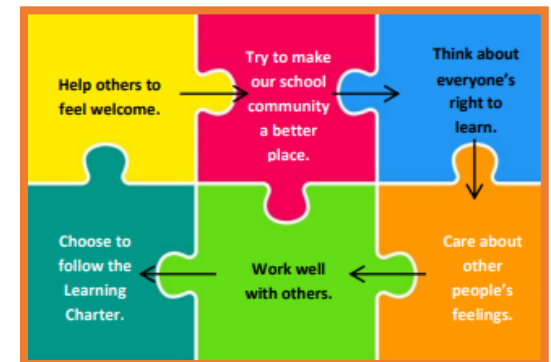 Help others to
feel welcome.
Try to make
our school
community
a better
place.
Think about
everyone's
right to
learn.
Care about
other
people's
feelings.
Work well
with others.
Choose to
follow the
Learning
Charter.